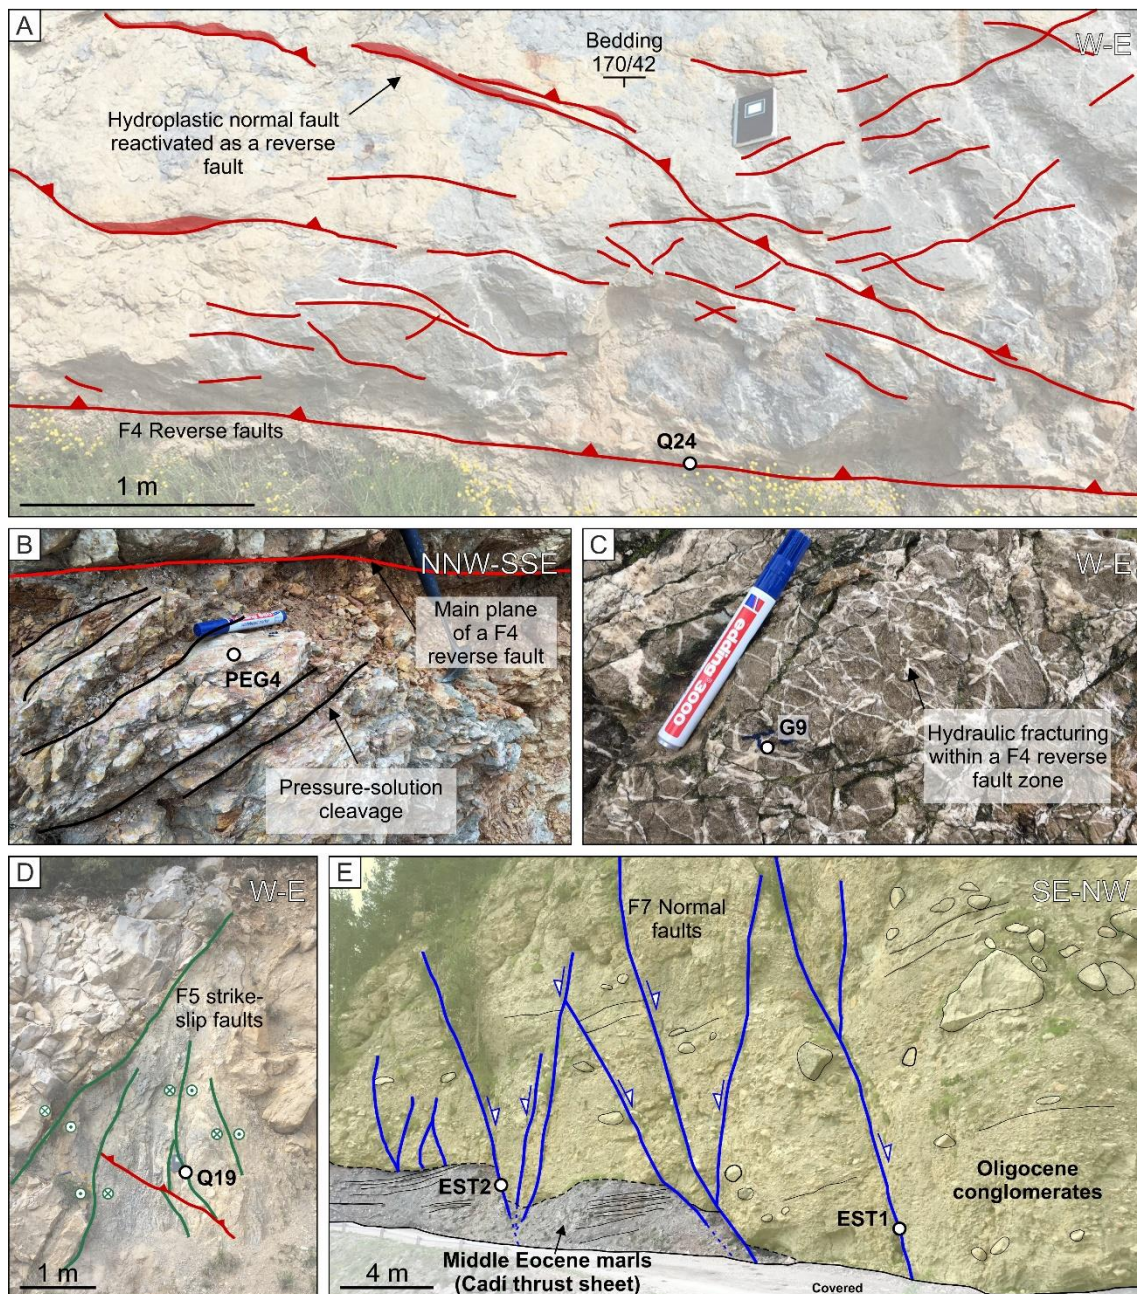 A
Bedding
170/42
W-E
Hydroplastic normal fault
reactivated as a reverse
fault
F4 Reverse faults
Q24
1 m
B
NNW-SSE
Main plane
of a F4
reverse fault
PEG4
Pressure-solution
cleavage
C
W-E
edding 3000
G9
Hydraulic fracturing
within a F4 reverse
fault zone
D
W-E
F5 strike-
slip faults
Q19
1 m
E
SE-NW
F7 Normal
faults
EST2
EST1
Oligocene
conglomerates
Middle Eocene marls
(Cadí thrust sheet)
4 m
Covered